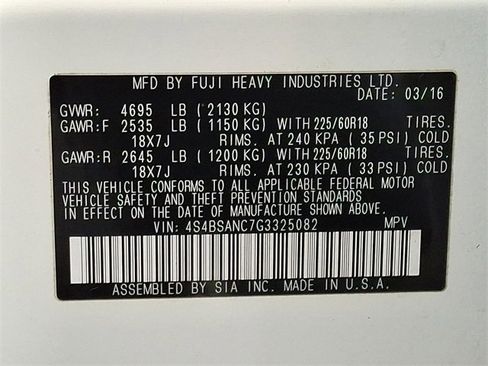 MFD BY FUJI HEAVY INDUSTRIES LTD.
DATE: 03/16
GVWR: 4695 LB ( 2130 KG)
GAWR:F 2535 LB ( 1150 KG) WITH 225/60R18 TIRES.
18X7J RIMS. AT 240 KPA ( 35 PSI) COLD
GAWR:R 2645 LB ( 1200 KG) WITH 225/60R18 TIRES.
18X7J RIMS. AT 230 KPA ( 33 PSI) COLD
THIS VEHICLE CONFORMS TO ALL APPLICABLE FEDERAL MOTOR
VEHICLE SAFETY AND THEFT PREVENTION STANDARDS
IN EFFECT ON THE DATE OF MANUFACTURE SHOWN ABOVE.
VIN: 4S4BSANC7G3325082 MPV
ASSEMBLED BY SIA INC. MADE IN U.S.A.